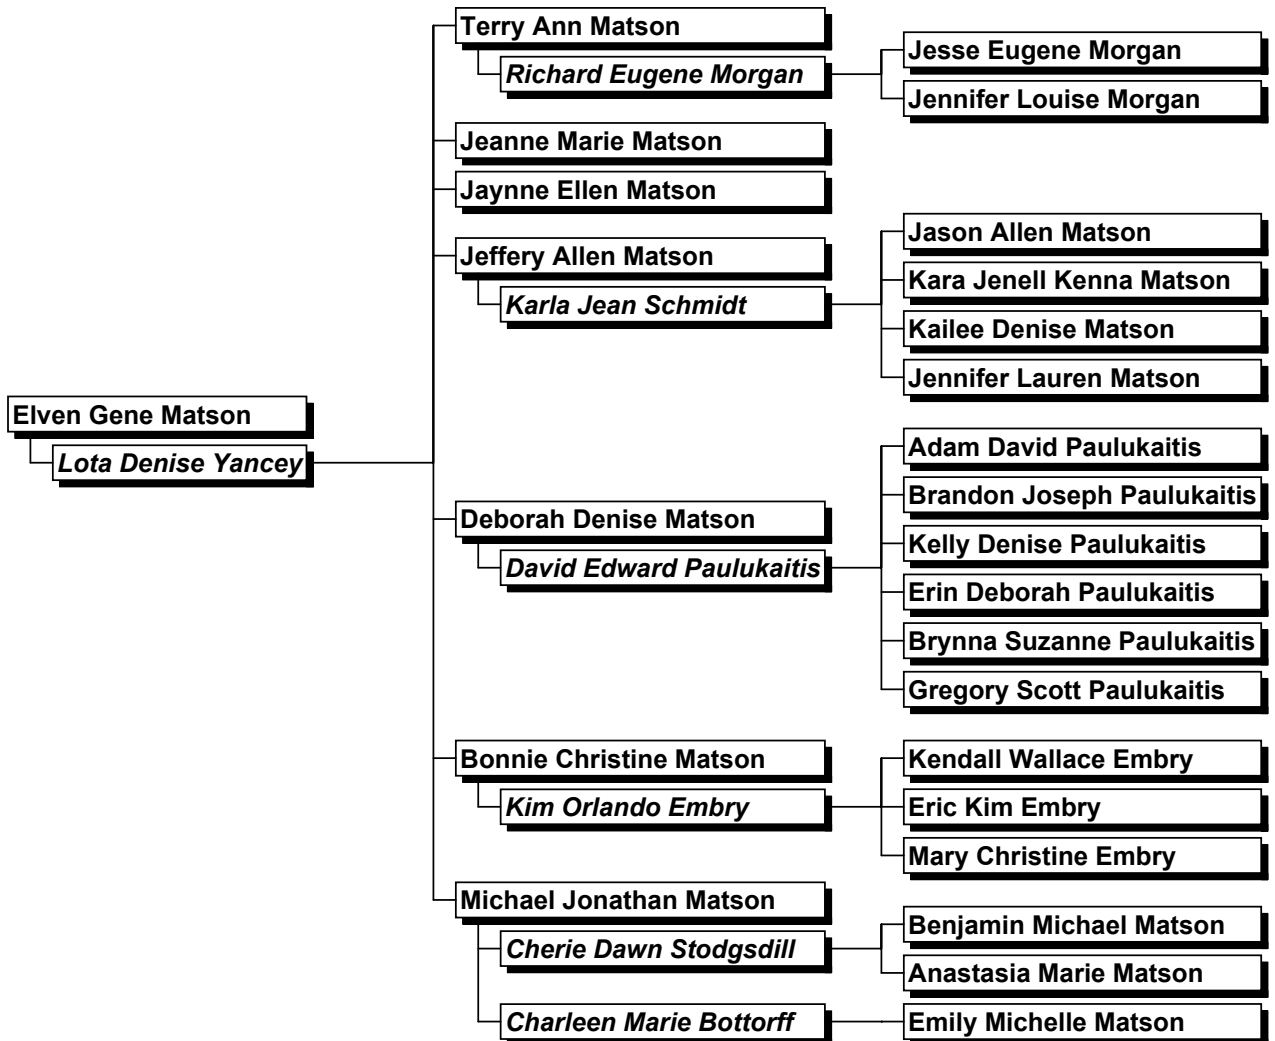 Elven Gene Matson
Lota Denise Yancey
Terry Ann Matson
Richard Eugene Morgan
Jesse Eugene Morgan
Jennifer Louise Morgan
Jeanne Marie Matson
Jaynne Ellen Matson
Jeffery Allen Matson
Karla Jean Schmidt
Jason Allen Matson
Kara Jenell Kenna Matson
Kailee Denise Matson
Jennifer Lauren Matson
Deborah Denise Matson
David Edward Paulukaitis
Adam David Paulukaitis
Brandon Joseph Paulukaitis
Kelly Denise Paulukaitis
Erin Deborah Paulukaitis
Brynna Suzanne Paulukaitis
Gregory Scott Paulukaitis
Bonnie Christine Matson
Kim Orlando Embry
Kendall Wallace Embry
Eric Kim Embry
Mary Christine Embry
Michael Jonathan Matson
Cherie Dawn Stodgsdill
Benjamin Michael Matson
Anastasia Marie Matson
Charleen Marie Bottorff
Emily Michelle Matson